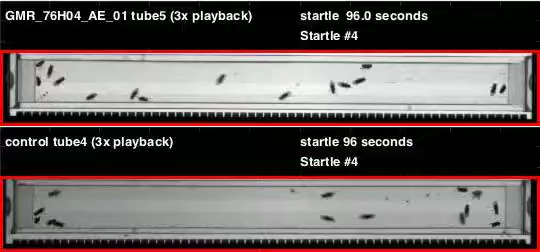 GMR_76H04_AE_01 tube5 (3x playback) startle 96.0 seconds
Startle #4
control tube4 (3x playback) startle 96 seconds
Startle #4